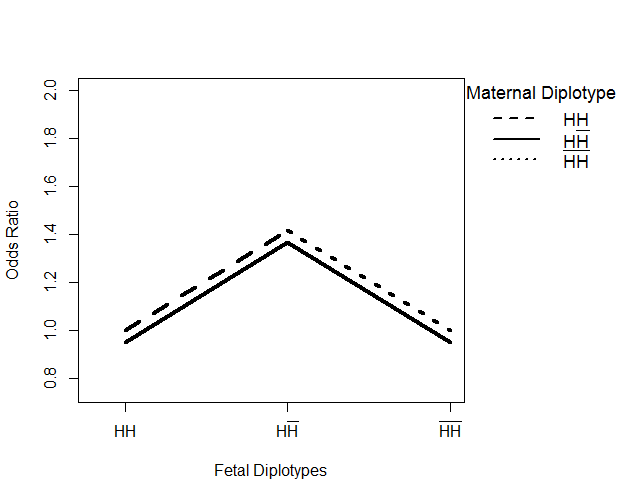 Maternal Diplotype
HH
HH̅
H̅H̅
Odds Ratio
2.0
1.8
1.6
1.4
1.2
1.0
0.8
HH HH̅ H̅H̅
Fetal Diplotypes